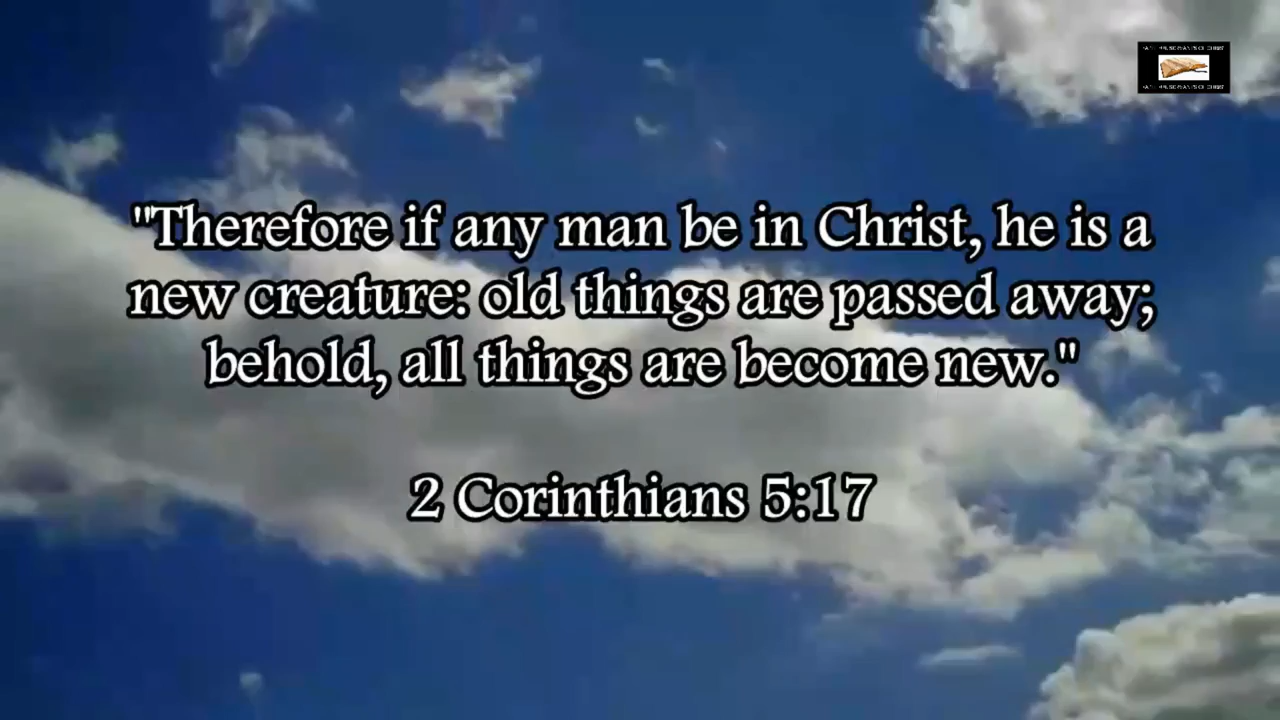 "Therefore if any man be in Christ, he is a
new creature: old things are passed away;
behold, all things are become new."
2 Corinthians 5:17